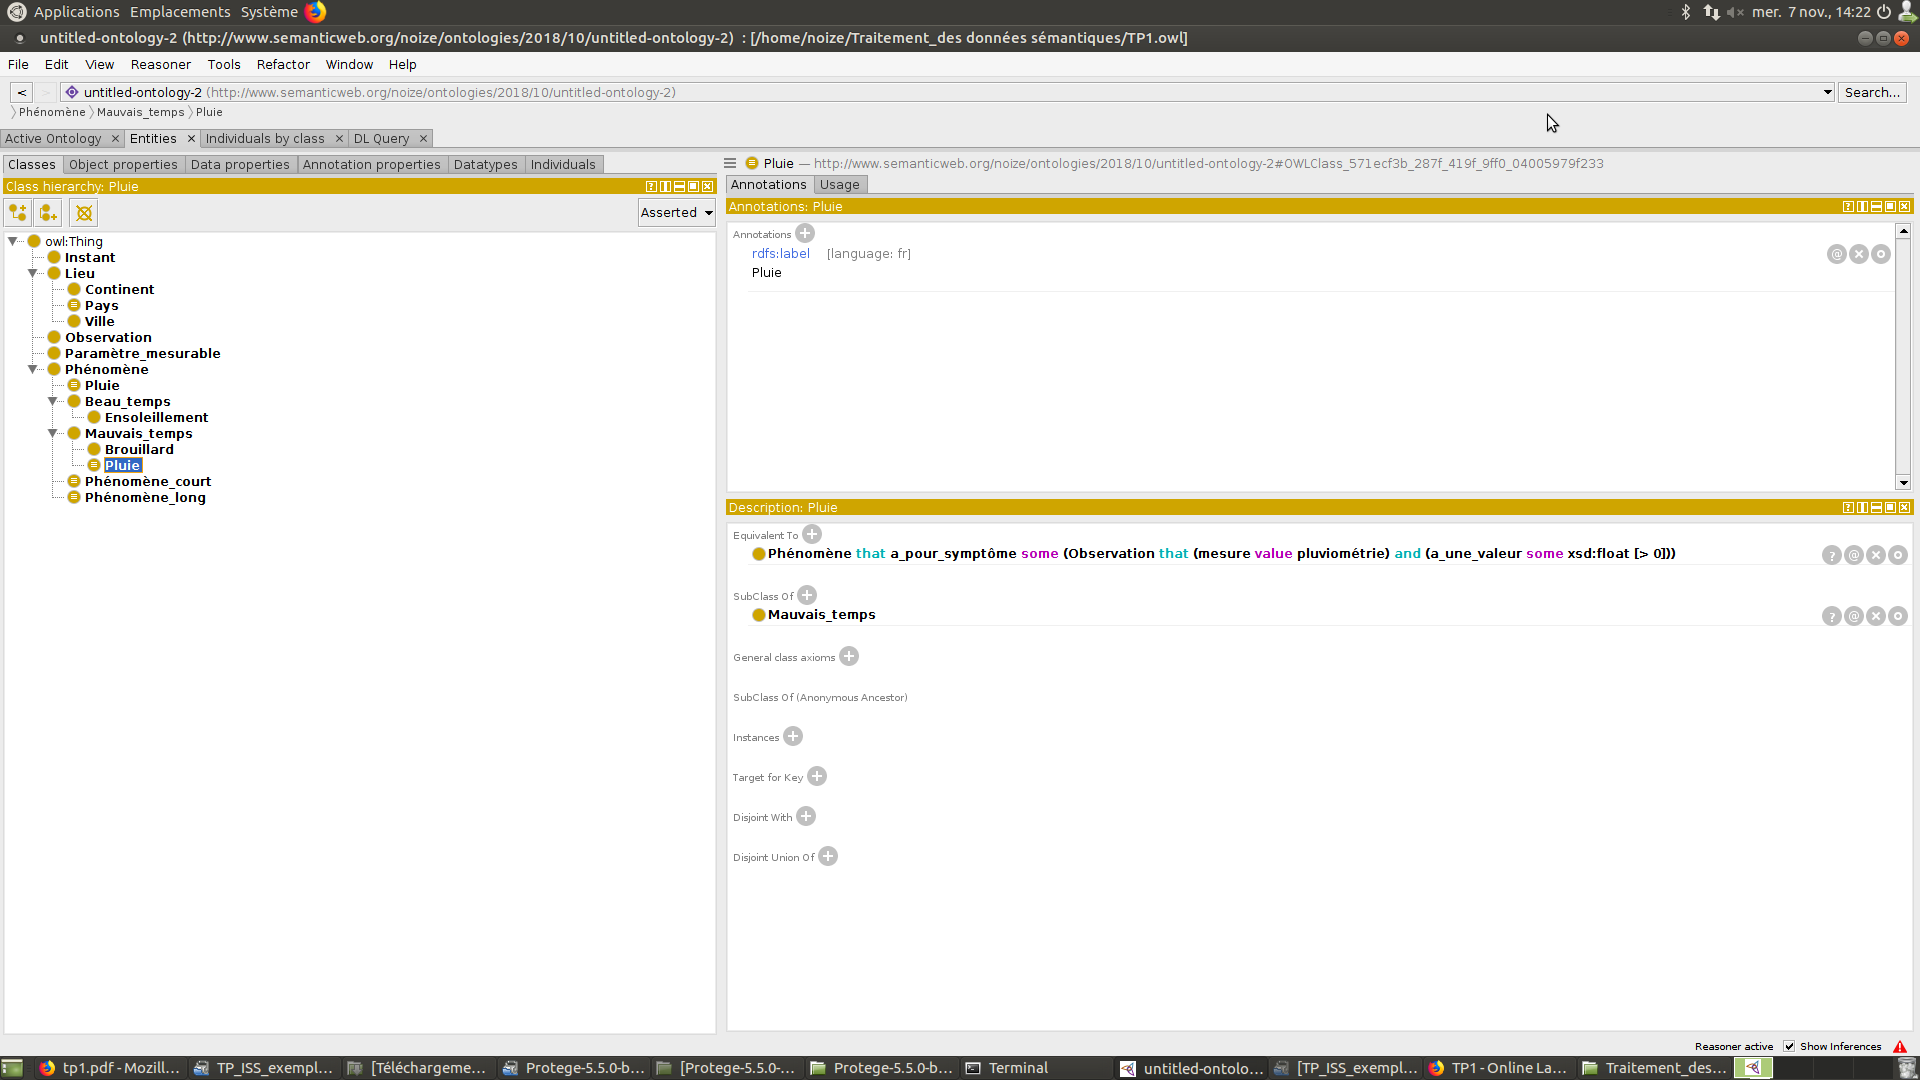 Applications Emplacements Système mer. 7 nov., 14:22
untitled-ontology-2 (http://www.semanticweb.org/noize/ontologies/2018/10/untitled-ontology-2) : [/home/noize/Traitement_des données sémantiques/TP1.owl]
File Edit View Reasoner Tools Refactor Window Help
< > untitled-ontology-2 (http://www.semanticweb.org/noize/ontologies/2018/10/untitled-ontology-2) Search...
Phénomène Mauvais_temps Pluie
Active Ontology × Entities × Individuals by class × DL Query ×
Classes Object properties Data properties Annotation properties Datatypes Individuals
Class hierarchy: Pluie
Asserted
owl:Thing
Instant
Lieu
Continent
Pays
Ville
Observation
Paramètre_mesurable
Phénomène
Pluie
Beau_temps
Ensoleillement
Mauvais_temps
Brouillard
Pluie
Phénomène_court
Phénomène_long
Pluie — http://www.semanticweb.org/noize/ontologies/2018/10/untitled-ontology-2#OWLClass_571ecf3b_287f_419f_9ff0_04005979f233
Annotations Usage
Annotations: Pluie
Annotations
rdfs:label [language: fr]
Pluie
Description: Pluie
Equivalent To
Phénomène that a_pour_symptôme some (Observation that (mesure value pluviométrie) and (a_une_valeur some xsd:float [> 0]))
SubClass Of
Mauvais_temps
General class axioms
SubClass Of (Anonymous Ancestor)
Instances
Target for Key
Disjoint With
Disjoint Union Of
Reasoner active Show Inferences
tp1.pdf - Mozill... TP_ISS_exempl... [Téléchargeme... Protege-5.5.0-b... [Protege-5.5.0-... Protege-5.5.0-b... Terminal untitled-ontolo... [TP_ISS_exempl... TP1 - Online La... Traitement_des...